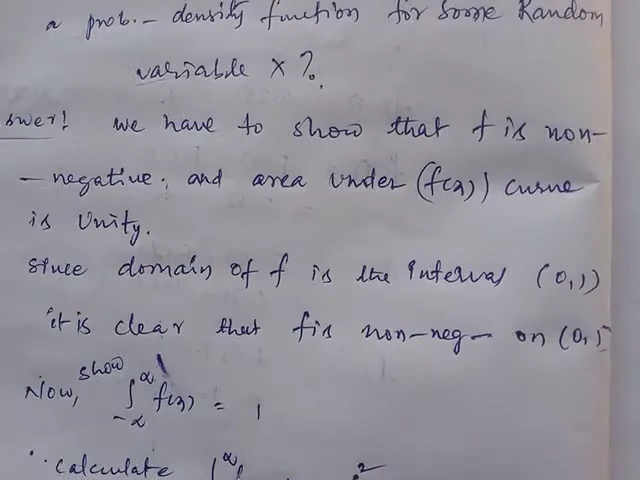 a prob. - density function for some Random
variable X ?
swer! we have to show that f is non-
- negative. and area under (f(x)) curve
is Unity.
since domain of f is the interval (0,1)
it is clear that f is non-neg- on (0,1)
show
Now, ∫ f(x) = 1
-α α
∴ calculate ∫ α 2